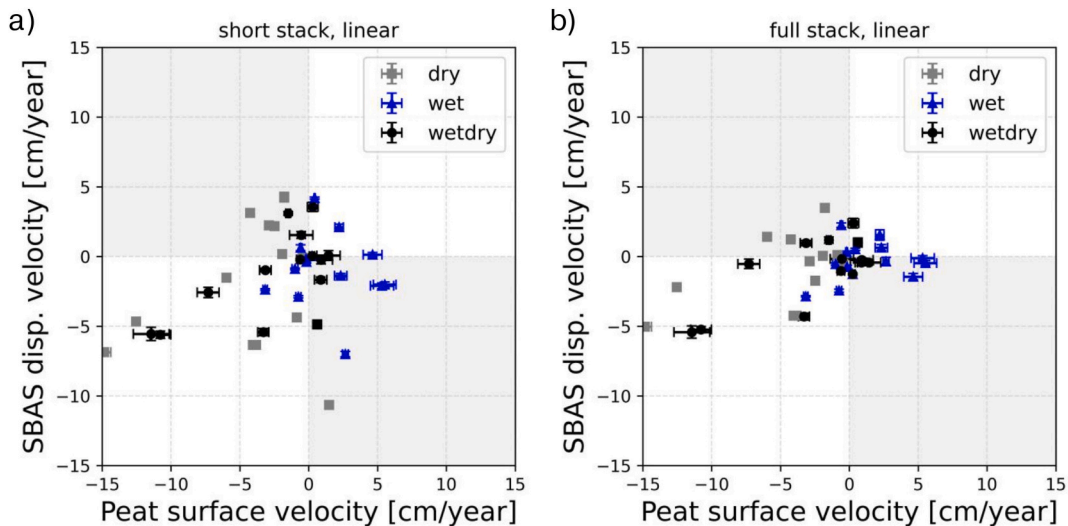 a)
short stack, linear
15
10
5
0
−5
−10
−15
SBAS disp. velocity [cm/year]
dry
wet
wetdry
−15 −10 −5 0 5 10 15
Peat surface velocity [cm/year]
b)
full stack, linear
15
10
5
0
−5
−10
−15
SBAS disp. velocity [cm/year]
dry
wet
wetdry
−15 −10 −5 0 5 10 15
Peat surface velocity [cm/year]